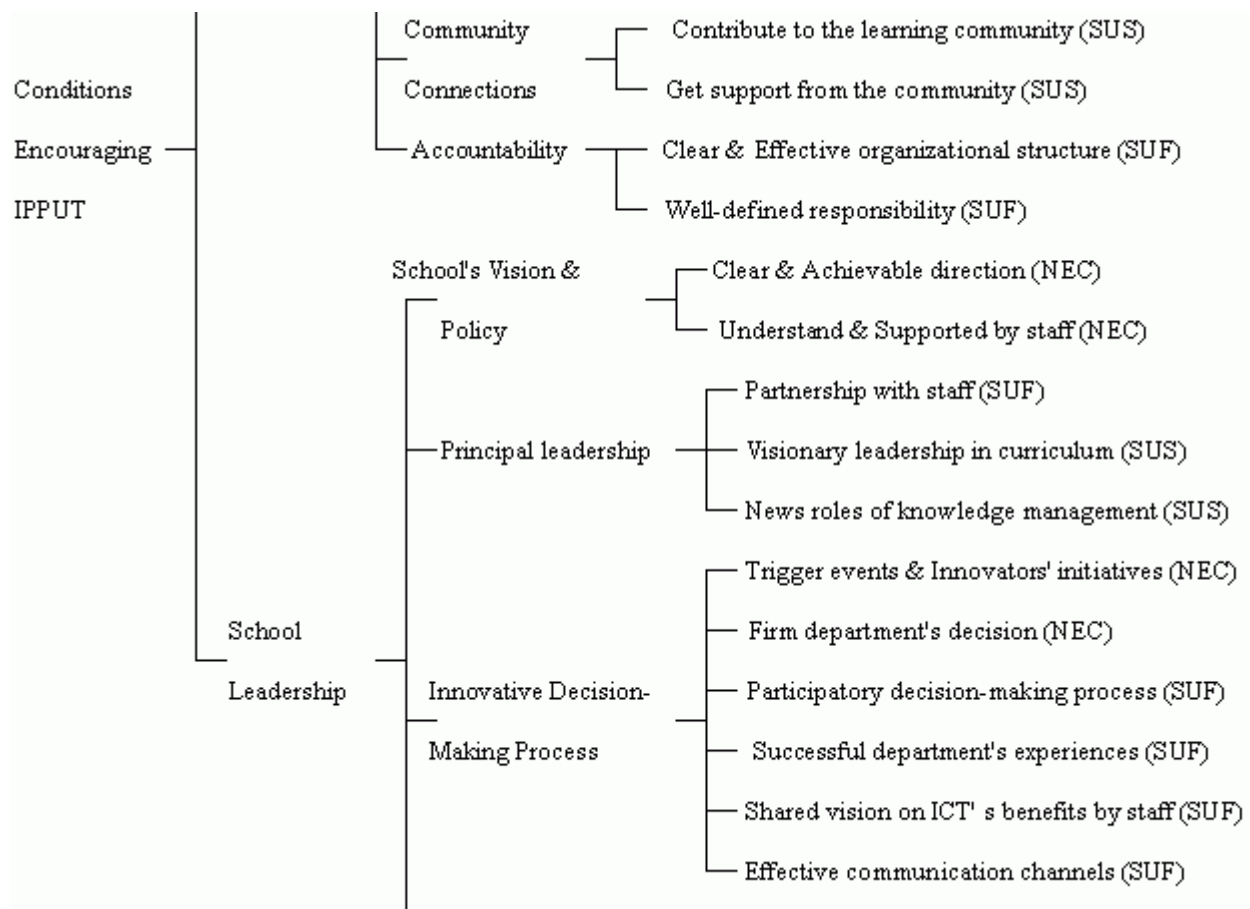 Community
Contribute to the learning community (SUS)
Conditions
Connections
Get support from the community (SUS)
Encouraging
Accountability
Clear & Effective organizational structure (SUF)
IPPUT
Well-defined responsibility (SUF)
School's Vision &
Clear & Achievable direction (NEC)
Policy
Understand & Supported by staff (NEC)
Partnership with staff (SUF)
Principal leadership
Visionary leadership in curriculum (SUS)
News roles of knowledge management (SUS)
Trigger events & Innovators' initiatives (NEC)
School
Firm department's decision (NEC)
Leadership
Innovative Decision-
Participatory decision-making process (SUF)
Making Process
Successful department's experiences (SUF)
Shared vision on ICT' s benefits by staff (SUF)
Effective communication channels (SUF)